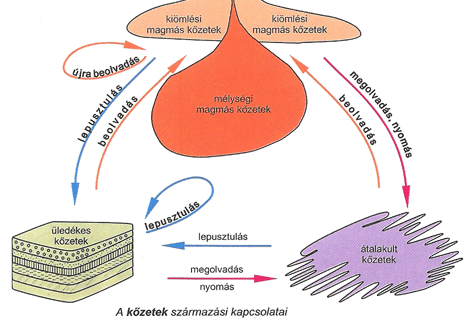 kiömlési
magmás kőzetek
kiömlési
magmás kőzetek
újra beolvadás
lepusztulás
beolvadás
mélységi
magmás kőzetek
megolvadás, nyomás
beolvadás
üledékes
kőzetek
lepusztulás
lepusztulás
megolvadás
nyomás
átalakult
kőzetek
A kőzetek származási kapcsolatai